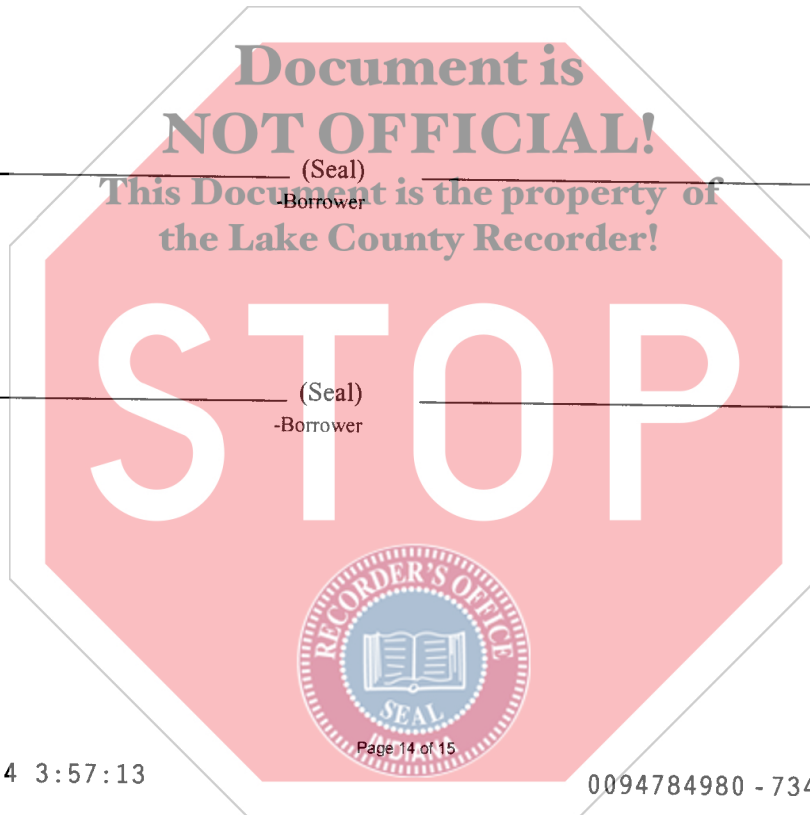 Document is
NOT OFFICIAL!
(Seal)
This Document is the property of
-Borrower
the Lake County Recorder!
STOP
(Seal)
-Borrower
RECORDER'S OFFICE
SEAL
INDIANA
Page 14 of 15
4 3:57:13
0094784980 - 734